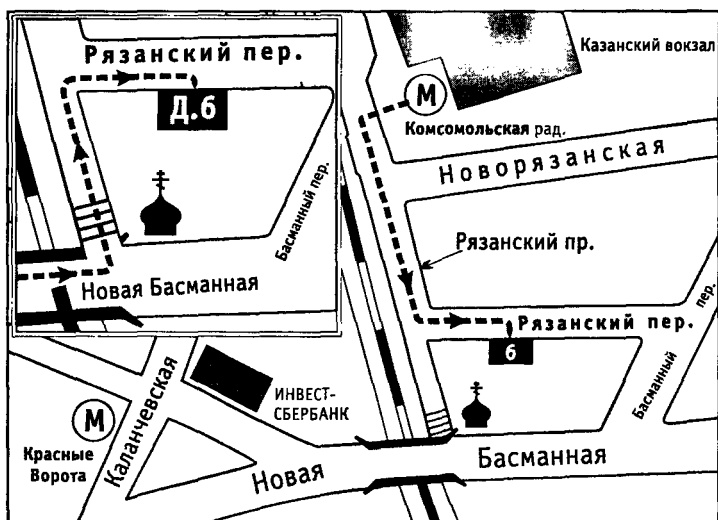 Рязанский пер.
Д.6
Басманный пер.
Новая Басманная
Казанский вокзал
М
Комсомольская рад.
Новорязанская
Рязанский пр.
Рязанский пер.
6
Басманный пер.
ИНВЕСТ-
СБЕРБАНК
М
Красные
Ворота
Каланчевская
Новая Басманная